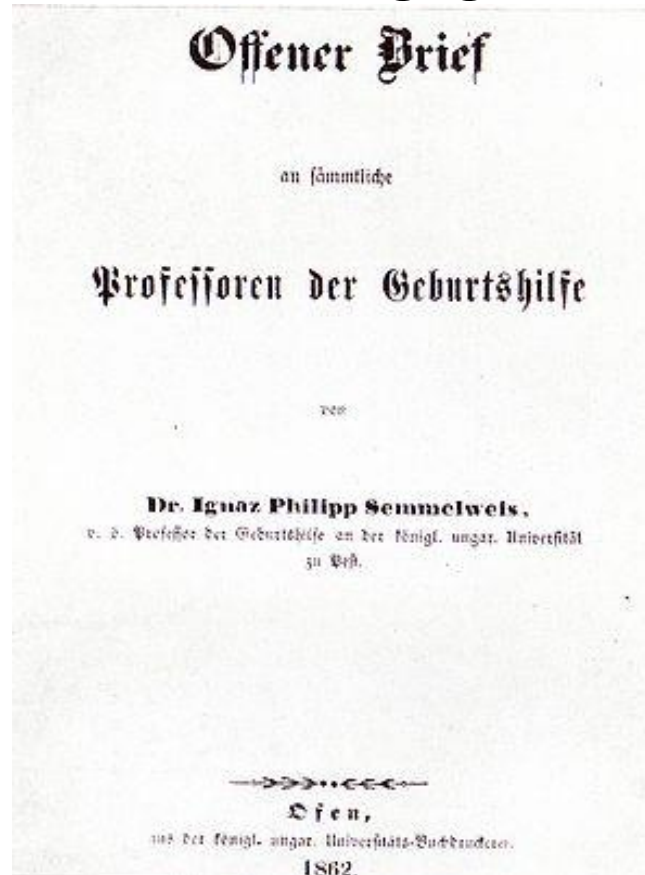 Offener Brief
an sämmtliche
Professoren der Geburtshilfe
von
Dr. Ignaz Philipp Semmelweis,
o. ö. Professor der Geburtshilfe an der königl. ungar. Universität
zu Pest.
Ofen,
aus der königl. ungar. Universitäts-Buchdruckerei.
1862.